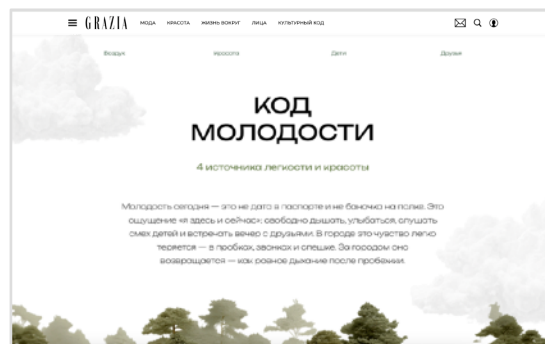 GRAZIA МОДА КРАСОТА ЖИЗНЬ ВОКРУГ ЛИЦА КУЛЬТУРНЫЙ КОД
Воздух Красота Дети Друзья
КОД
МОЛОДОСТИ
4 источника легкости и красоты
Молодость сегодня — это не дата в паспорте и не баночка на полке. Это
ощущение «я здесь и сейчас»: свободно дышать, улыбаться, слушать
смех детей и встречать вечер с друзьями. В городе это чувство легко
теряется — в пробках, звонках и спешке. За городом оно
возвращается — как ровное дыхание после пробежки.